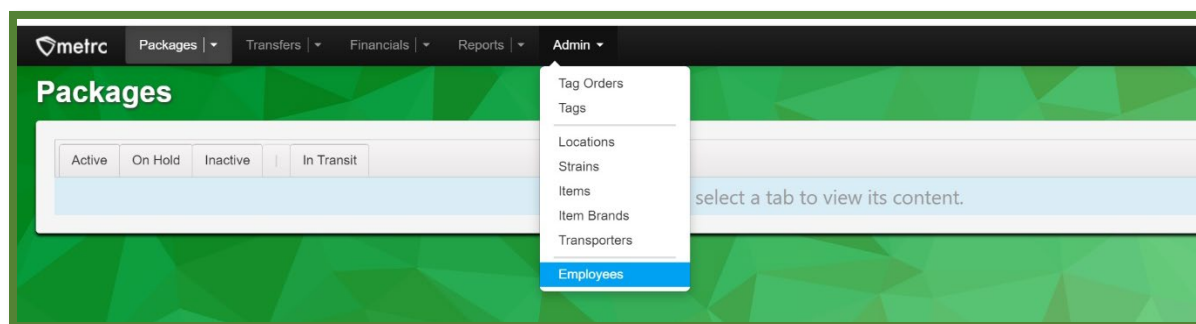 metrc Packages Transfers Financials Reports Admin
Packages
Tag Orders
Tags
Locations
Strains
Items
Item Brands
Transporters
Employees
Active On Hold Inactive In Transit
select a tab to view its content.